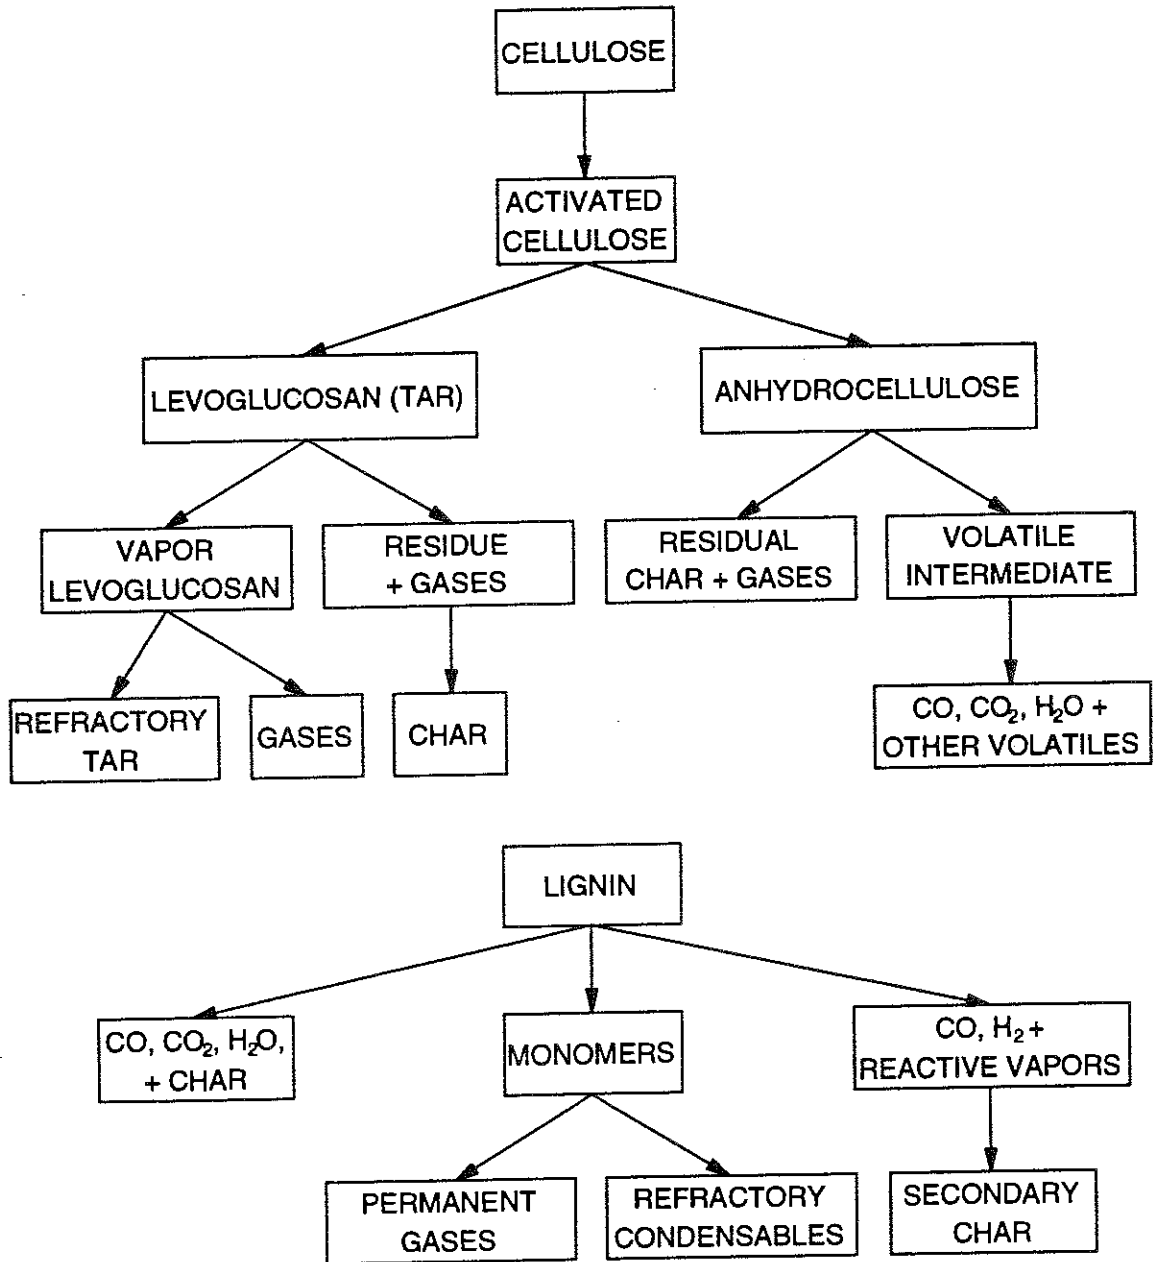 CELLULOSE
ACTIVATED
CELLULOSE
LEVOGLUCOSAN (TAR)
ANHYDROCELLULOSE
VAPOR
LEVOGLUCOSAN
RESIDUE
+ GASES
RESIDUAL
CHAR + GASES
VOLATILE
INTERMEDIATE
REFRACTORY
TAR
GASES
CHAR
CO, CO₂, H₂O +
OTHER VOLATILES
LIGNIN
CO, CO₂, H₂O,
+ CHAR
MONOMERS
CO, H₂ +
REACTIVE VAPORS
PERMANENT
GASES
REFRACTORY
CONDENSABLES
SECONDARY
CHAR